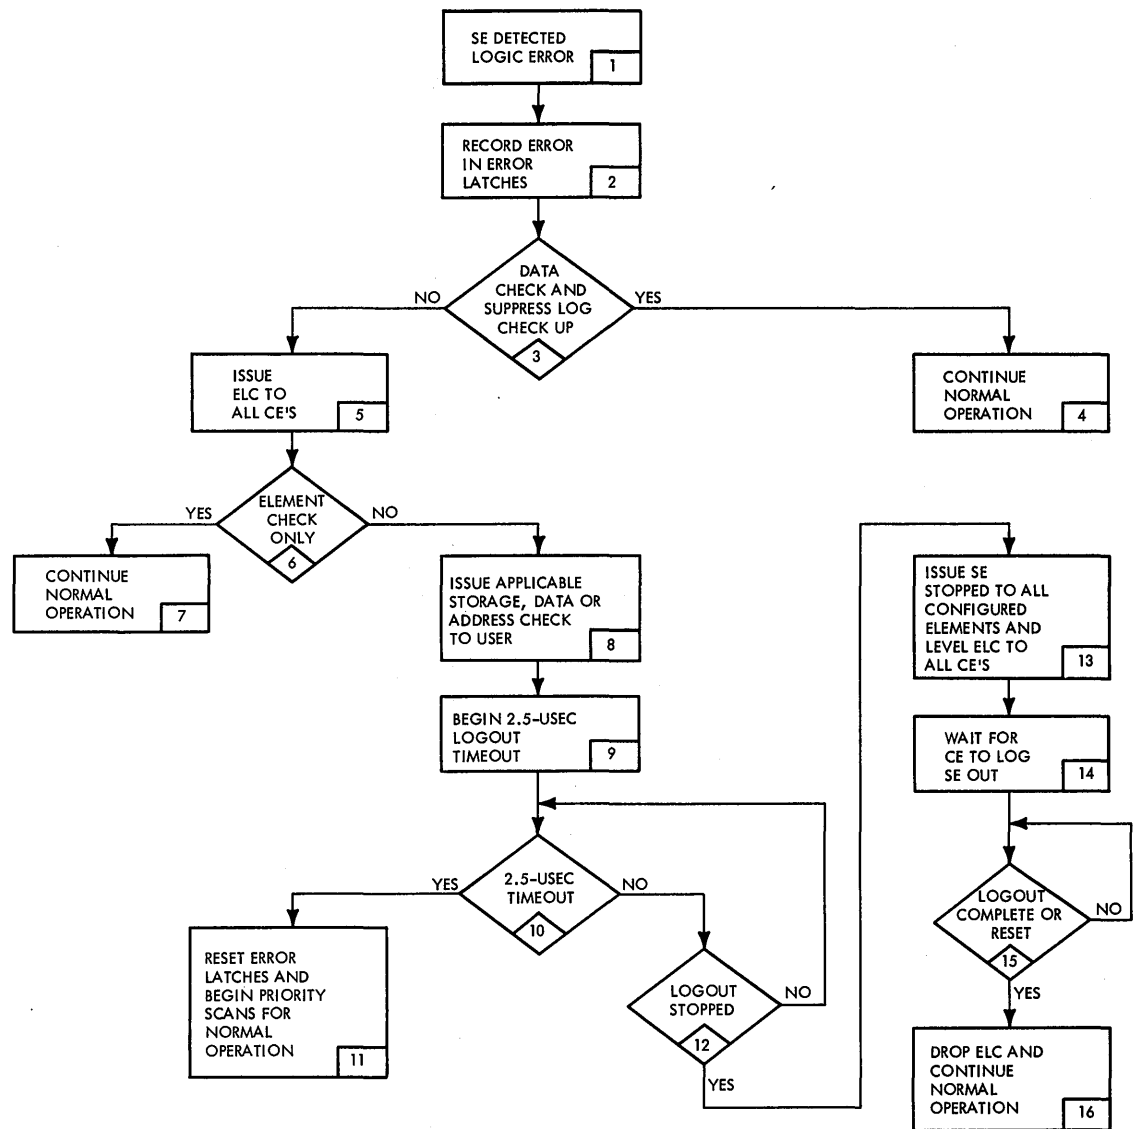 SE DETECTED
LOGIC ERROR
1
RECORD ERROR
IN ERROR
LATCHES
2
DATA
CHECK AND
SUPPRESS LOG
CHECK UP
3
NO
YES
ISSUE
ELC TO
ALL CE'S
5
CONTINUE
NORMAL
OPERATION
4
ELEMENT
CHECK
ONLY
6
YES
NO
CONTINUE
NORMAL
OPERATION
7
ISSUE APPLICABLE
STORAGE, DATA OR
ADDRESS CHECK
TO USER
8
BEGIN 2.5-USEC
LOGOUT
TIMEOUT
9
2.5-USEC
TIMEOUT
10
YES
NO
RESET ERROR
LATCHES AND
BEGIN PRIORITY
SCANS FOR
NORMAL
OPERATION
11
LOGOUT
STOPPED
12
NO
YES
ISSUE SE
STOPPED TO ALL
CONFIGURED
ELEMENTS AND
LEVEL ELC TO
ALL CE'S
13
WAIT FOR
CE TO LOG
SE OUT
14
LOGOUT
COMPLETE OR
RESET
15
NO
YES
DROP ELC AND
CONTINUE
NORMAL
OPERATION
16